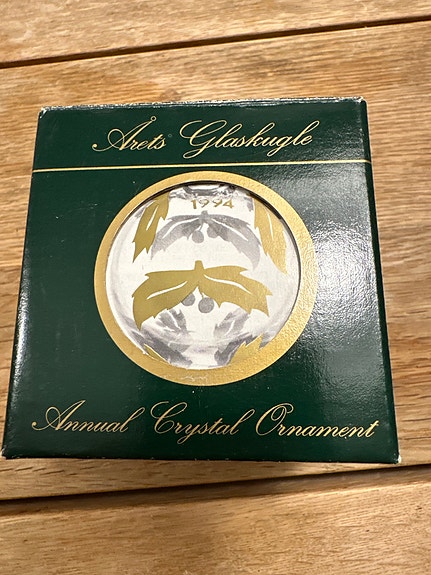 Årets Glaskugle
1994
Annual Crystal Ornament